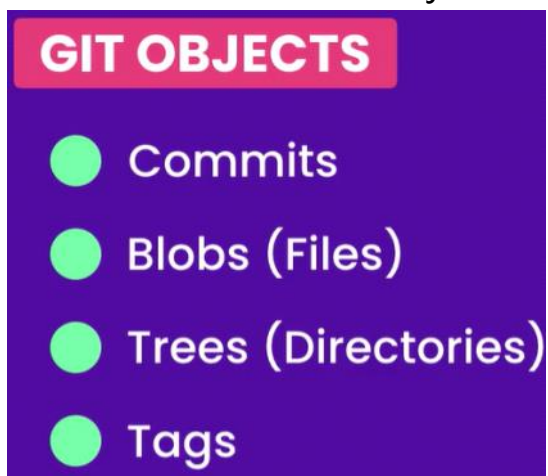 GIT OBJECTS
Commits
Blobs (Files)
Trees (Directories)
Tags